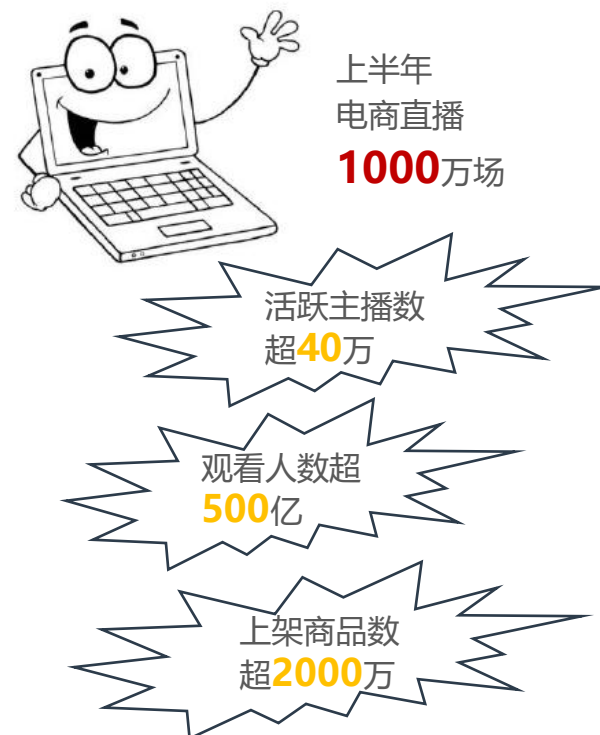 上半年
电商直播
1000万场
活跃主播数
超40万
观看人数超
500亿
上架商品数
超2000万